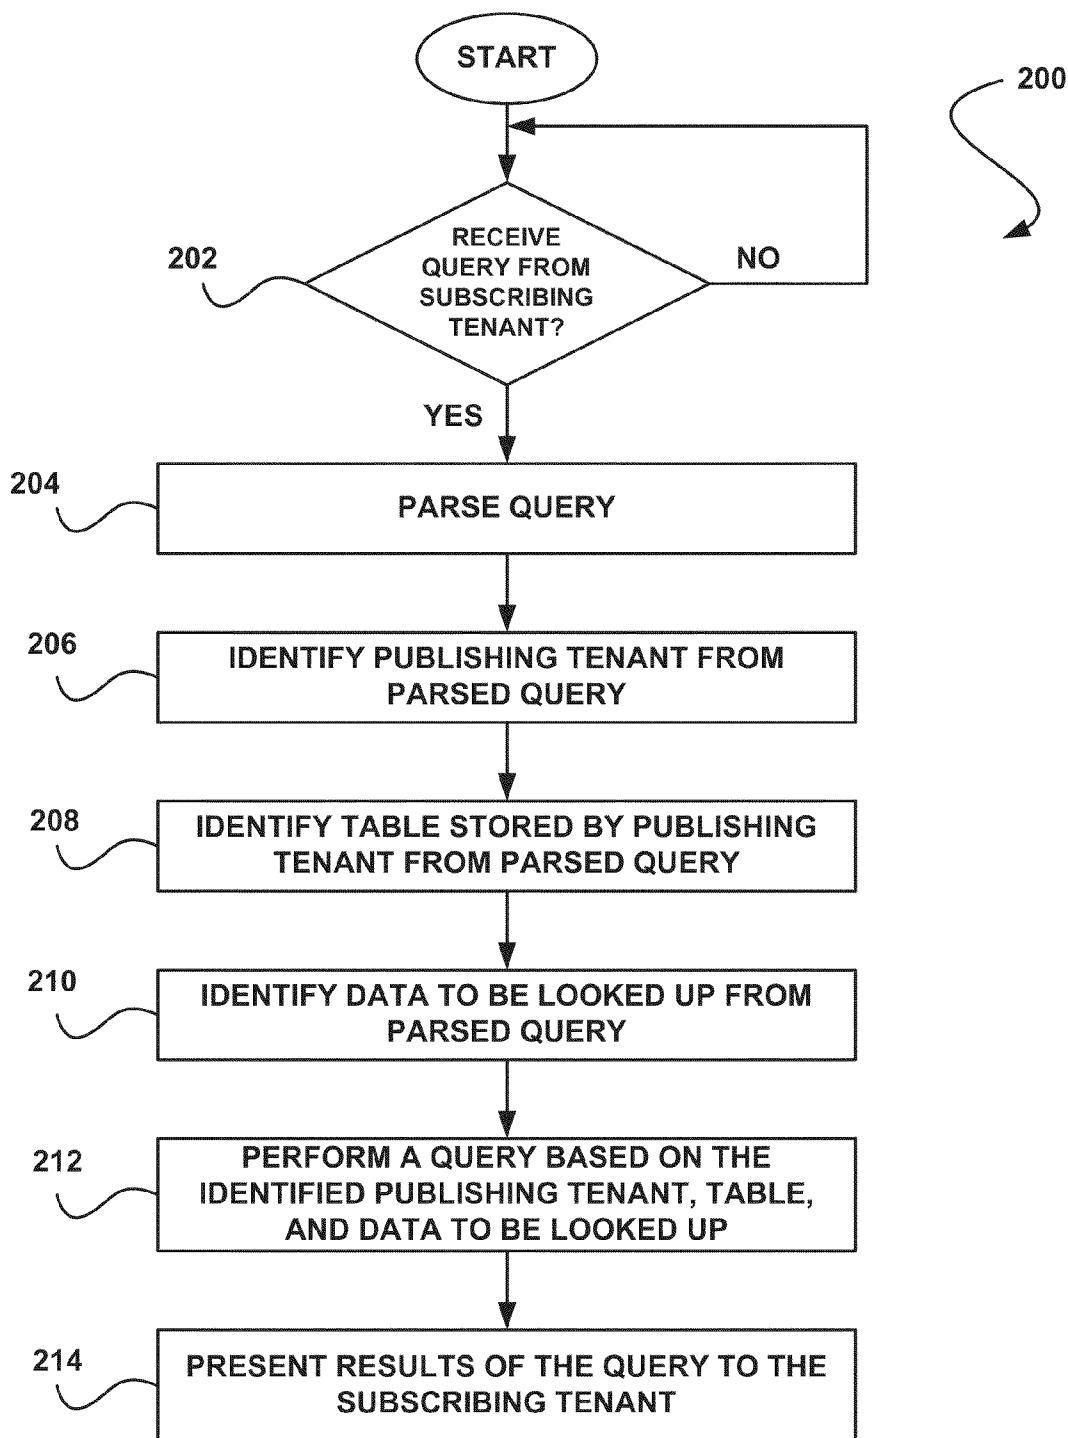 START
200
202
RECEIVE
QUERY FROM
SUBSCRIBING
TENANT?
NO
YES
204
PARSE QUERY
206
IDENTIFY PUBLISHING TENANT FROM
PARSED QUERY
208
IDENTIFY TABLE STORED BY PUBLISHING
TENANT FROM PARSED QUERY
210
IDENTIFY DATA TO BE LOOKED UP FROM
PARSED QUERY
212
PERFORM A QUERY BASED ON THE
IDENTIFIED PUBLISHING TENANT, TABLE,
AND DATA TO BE LOOKED UP
214
PRESENT RESULTS OF THE QUERY TO THE
SUBSCRIBING TENANT